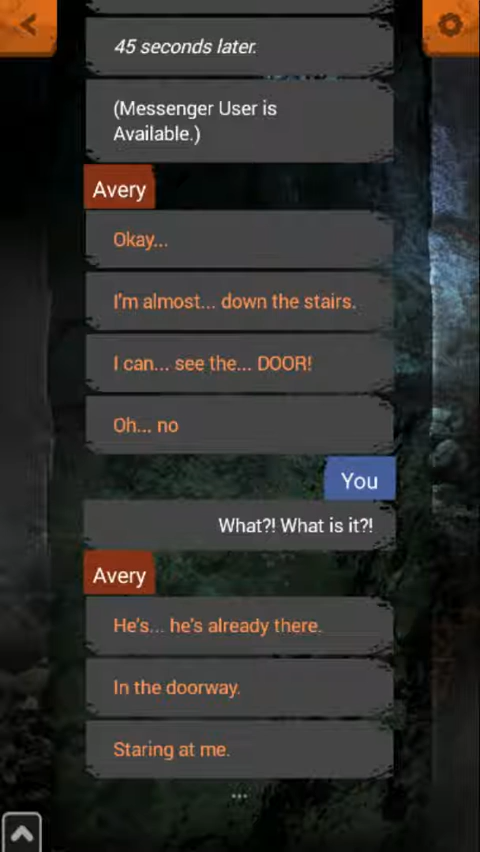 45 seconds later.
(Messenger User is
Available.)
Avery
Okay...
I'm almost... down the stairs.
I can... see the... DOOR!
Oh... no
You
What?! What is it?!
Avery
He's... he's already there.
In the doorway.
Staring at me.
...